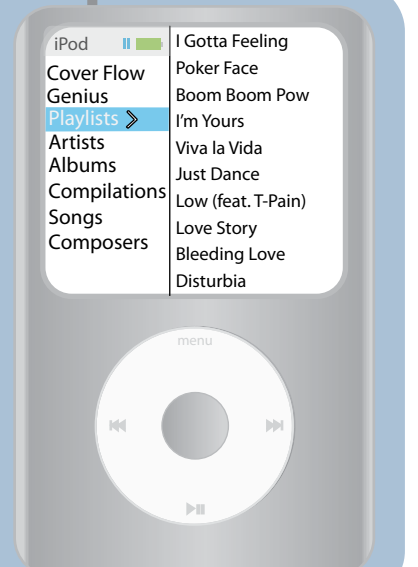 iPod
Cover Flow
Genius
Playlists
Artists
Albums
Compilations
Songs
Composers
I Gotta Feeling
Poker Face
Boom Boom Pow
I'm Yours
Viva la Vida
Just Dance
Low (feat. T-Pain)
Love Story
Bleeding Love
Disturbia
menu